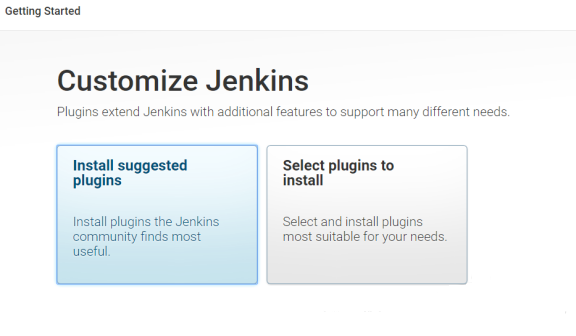 Getting Started
Customize Jenkins
Plugins extend Jenkins with additional features to support many different needs.
Install suggested
plugins
Install plugins the Jenkins
community finds most
useful.
Select plugins to
install
Select and install plugins
most suitable for your needs.